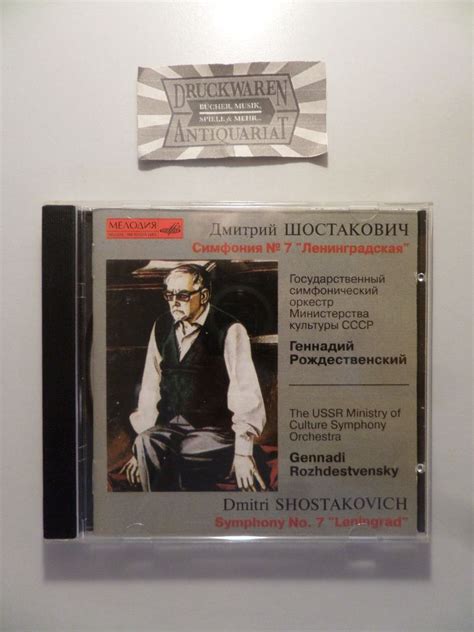 DRUCKWAREN
BÜCHER, MUSIK,
SPIELE & MEHR...
ANTIQUARIAT
МЕЛОДИЯ
Дмитрий ШОСТАКОВИЧ
Симфония № 7 "Ленинградская"
Государственный
симфонический
оркестр
Министерства
культуры СССР
Геннадий
Рождественский
The USSR Ministry of
Culture Symphony
Orchestra
Gennadi
Rozhdestvensky
Dmitri SHOSTAKOVICH
Symphony No. 7 "Leningrad"